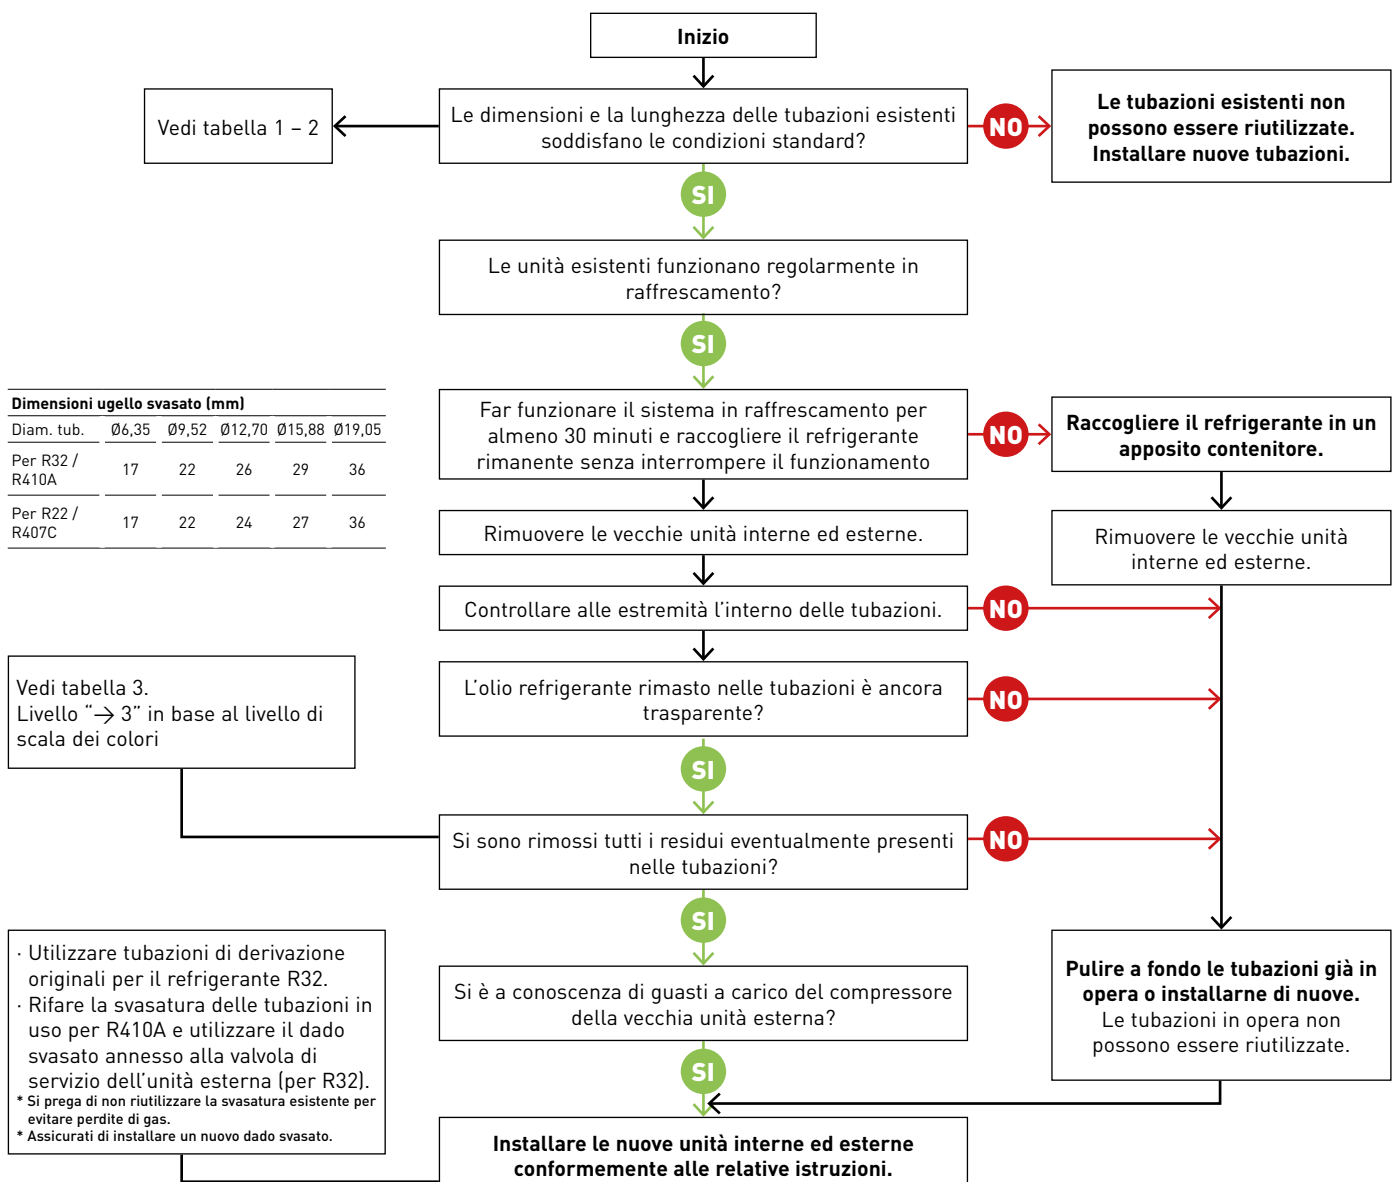 Inizio
Vedi tabella 1 – 2
Le dimensioni e la lunghezza delle tubazioni esistenti
soddisfano le condizioni standard?
NO
Le tubazioni esistenti non
possono essere riutilizzate.
Installare nuove tubazioni.
SI
Le unità esistenti funzionano regolarmente in
raffrescamento?
SI
Dimensioni ugello svasato (mm)
Diam. tub. Ø6,35 Ø9,52 Ø12,70 Ø15,88 Ø19,05
Per R32 /
R410A
17 22 26 29 36
Per R22 /
R407C
17 22 24 27 36
Far funzionare il sistema in raffrescamento per
almeno 30 minuti e raccogliere il refrigerante
rimanente senza interrompere il funzionamento
NO
Raccogliere il refrigerante in un
apposito contenitore.
Rimuovere le vecchie unità interne ed esterne.
Rimuovere le vecchie unità
interne ed esterne.
Controllare alle estremità l'interno delle tubazioni.
NO
Vedi tabella 3.
Livello “→ 3” in base al livello di
scala dei colori
L'olio refrigerante rimasto nelle tubazioni è ancora
trasparente?
NO
SI
Si sono rimossi tutti i residui eventualmente presenti
nelle tubazioni?
NO
SI
· Utilizzare tubazioni di derivazione
originali per il refrigerante R32.
· Rifare la svasatura delle tubazioni in
uso per R410A e utilizzare il dado
svasato annesso alla valvola di
servizio dell'unità esterna (per R32).
* Si prega di non riutilizzare la svasatura esistente per
evitare perdite di gas.
* Assicurati di installare un nuovo dado svasato.
Si è a conoscenza di guasti a carico del compressore
della vecchia unità esterna?
Pulire a fondo le tubazioni già in
opera o installarne di nuove.
Le tubazioni in opera non
possono essere riutilizzate.
SI
Installare le nuove unità interne ed esterne
conformemente alle relative istruzioni.